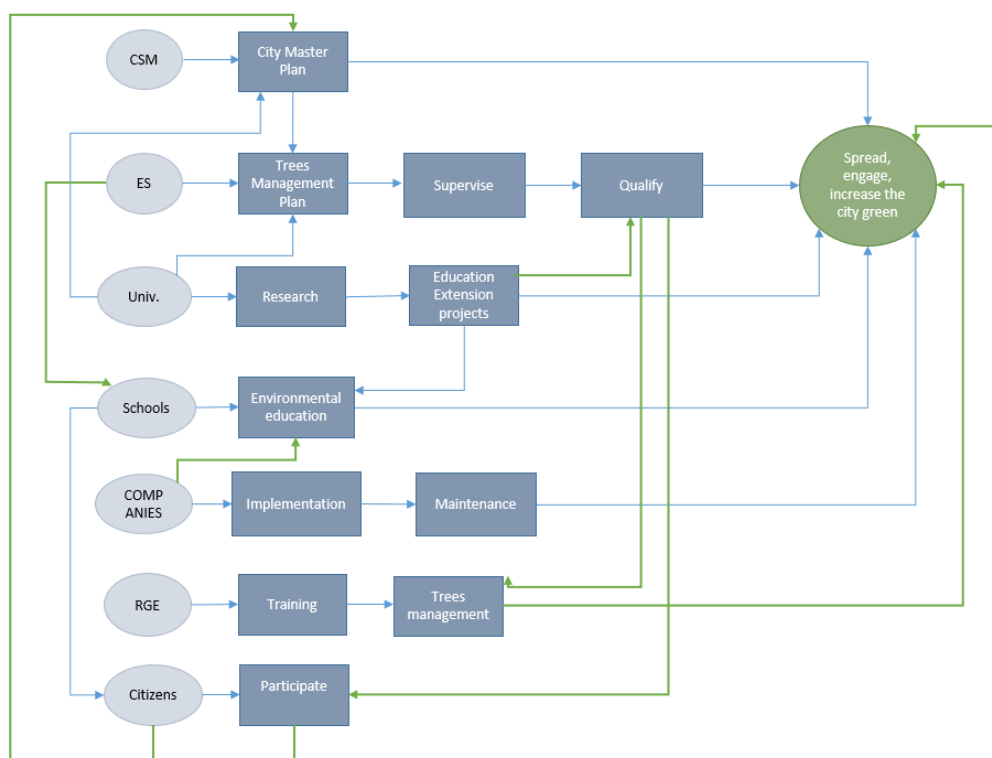 CSM
City Master
Plan
ES
Trees
Management
Plan
Supervise
Qualify
Spread,
engage,
increase the
city green
Univ.
Research
Education
Extension
projects
Schools
Environmental
education
COMP
ANIES
Implementation
Maintenance
RGE
Training
Trees
management
Citizens
Participate